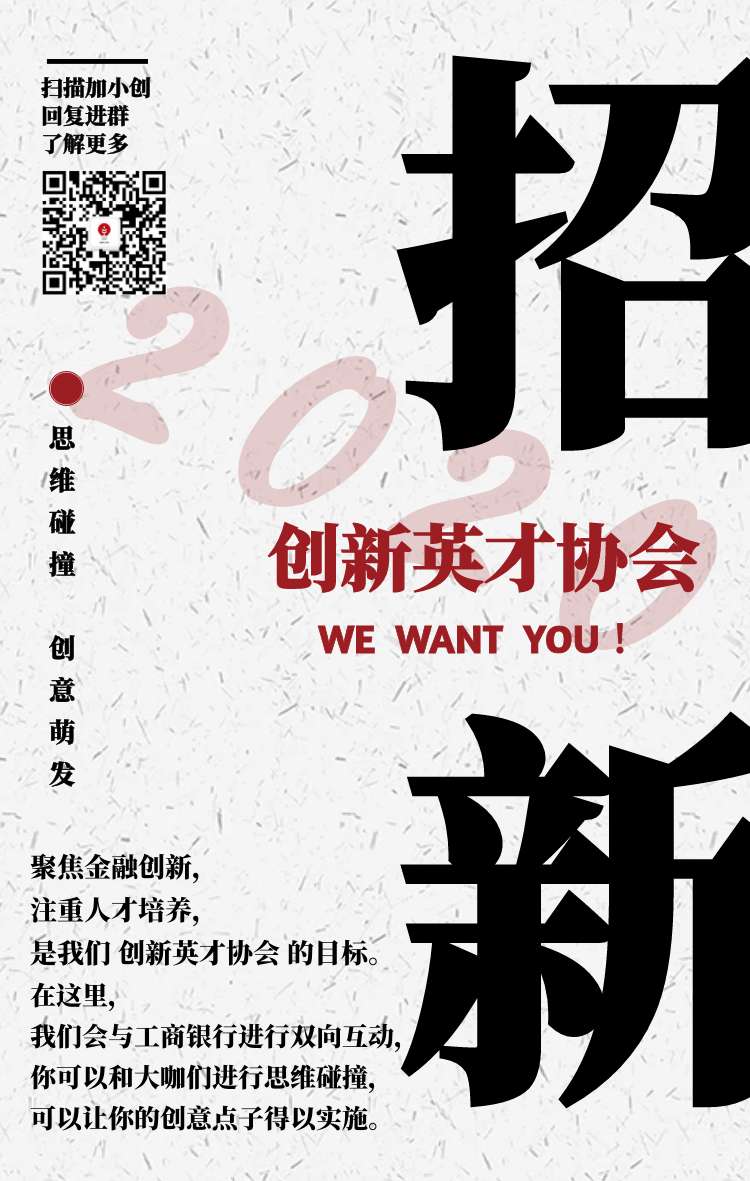 扫描加小创
回复进群
了解更多
招
2020
创新英才协会
WE WANT YOU！
思维碰撞 创意萌发
新
聚焦金融创新，
注重人才培养，
是我们 创新英才协会 的目标。
在这里，
我们会与工商银行进行双向互动，
你可以和大咖们进行思维碰撞，
可以让你的创意点子得以实施。